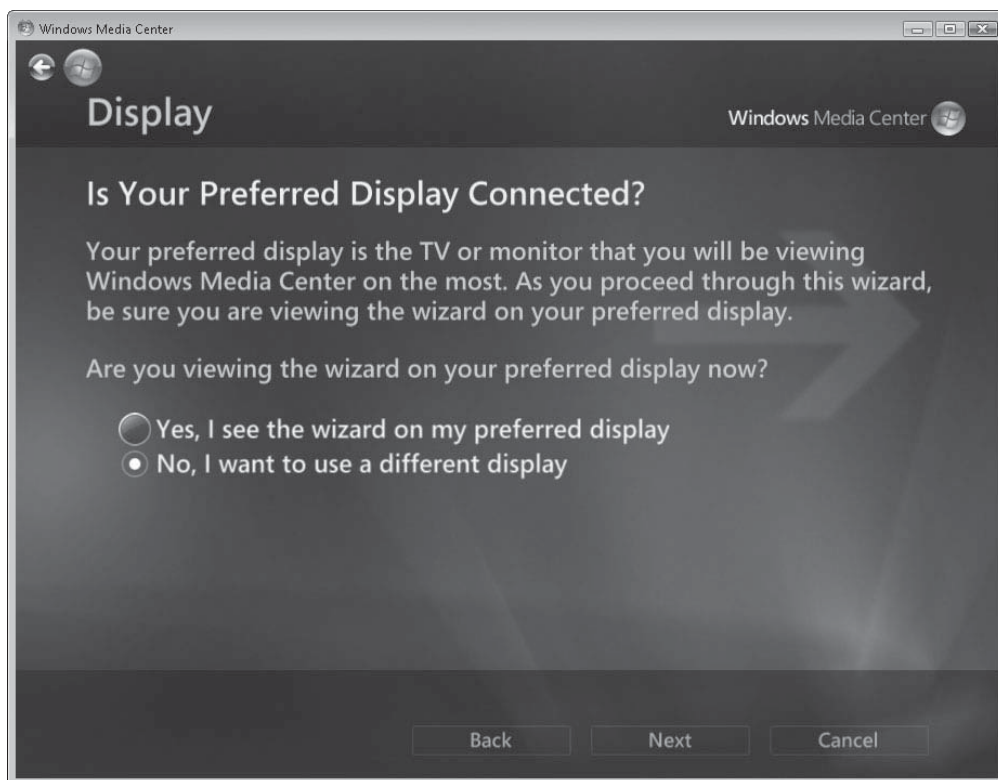 Windows Media Center
Display
Windows Media Center
Is Your Preferred Display Connected?
Your preferred display is the TV or monitor that you will be viewing
Windows Media Center on the most. As you proceed through this wizard,
be sure you are viewing the wizard on your preferred display.
Are you viewing the wizard on your preferred display now?
Yes, I see the wizard on my preferred display
No, I want to use a different display
Back
Next
Cancel